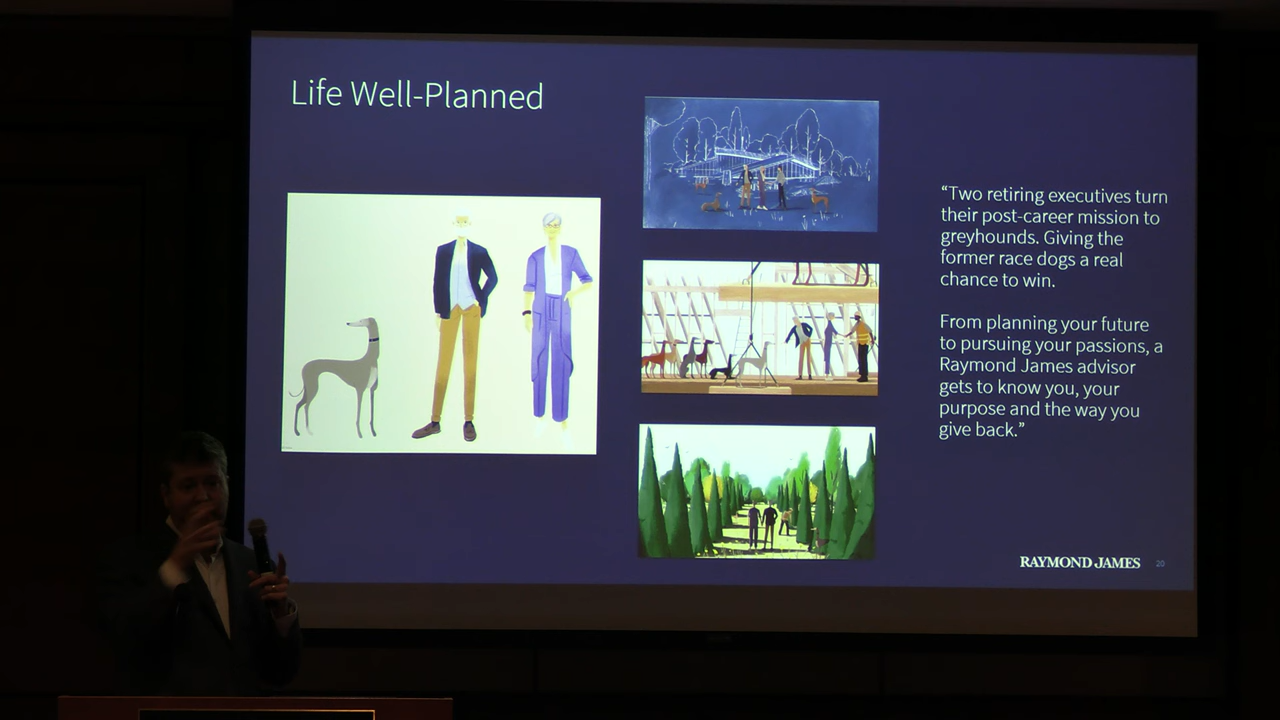 Life Well-Planned
“Two retiring executives turn
their post-career mission to
greyhounds. Giving the
former race dogs a real
chance to win.
From planning your future
to pursuing your passions, a
Raymond James advisor
gets to know you, your
purpose and the way you
give back.”
RAYMOND JAMES 20